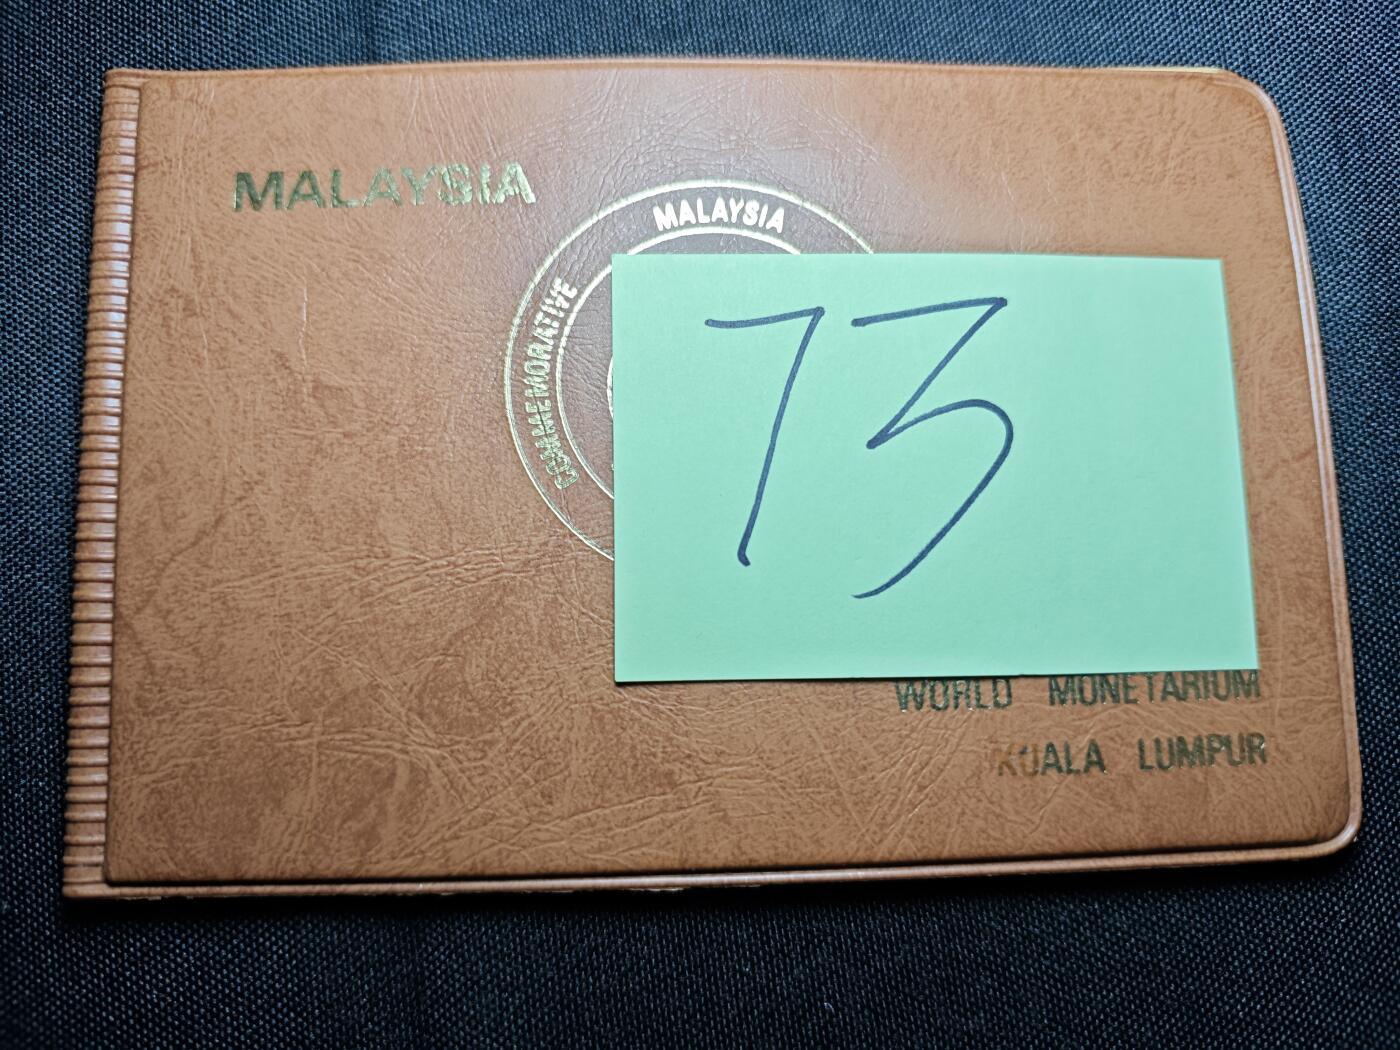 MALAYSIA
MALAYSIA
COMMEMORATIVE
73
WORLD MONETARIUM
KUALA LUMPUR